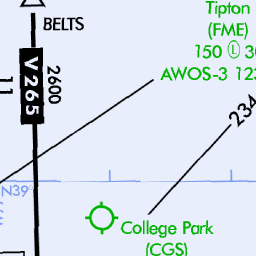 BELTS
Tipton
(FME)
150 Ⓛ 30
AWOS-3 123
V265
2600
11
234
N39°
College Park
(CGS)